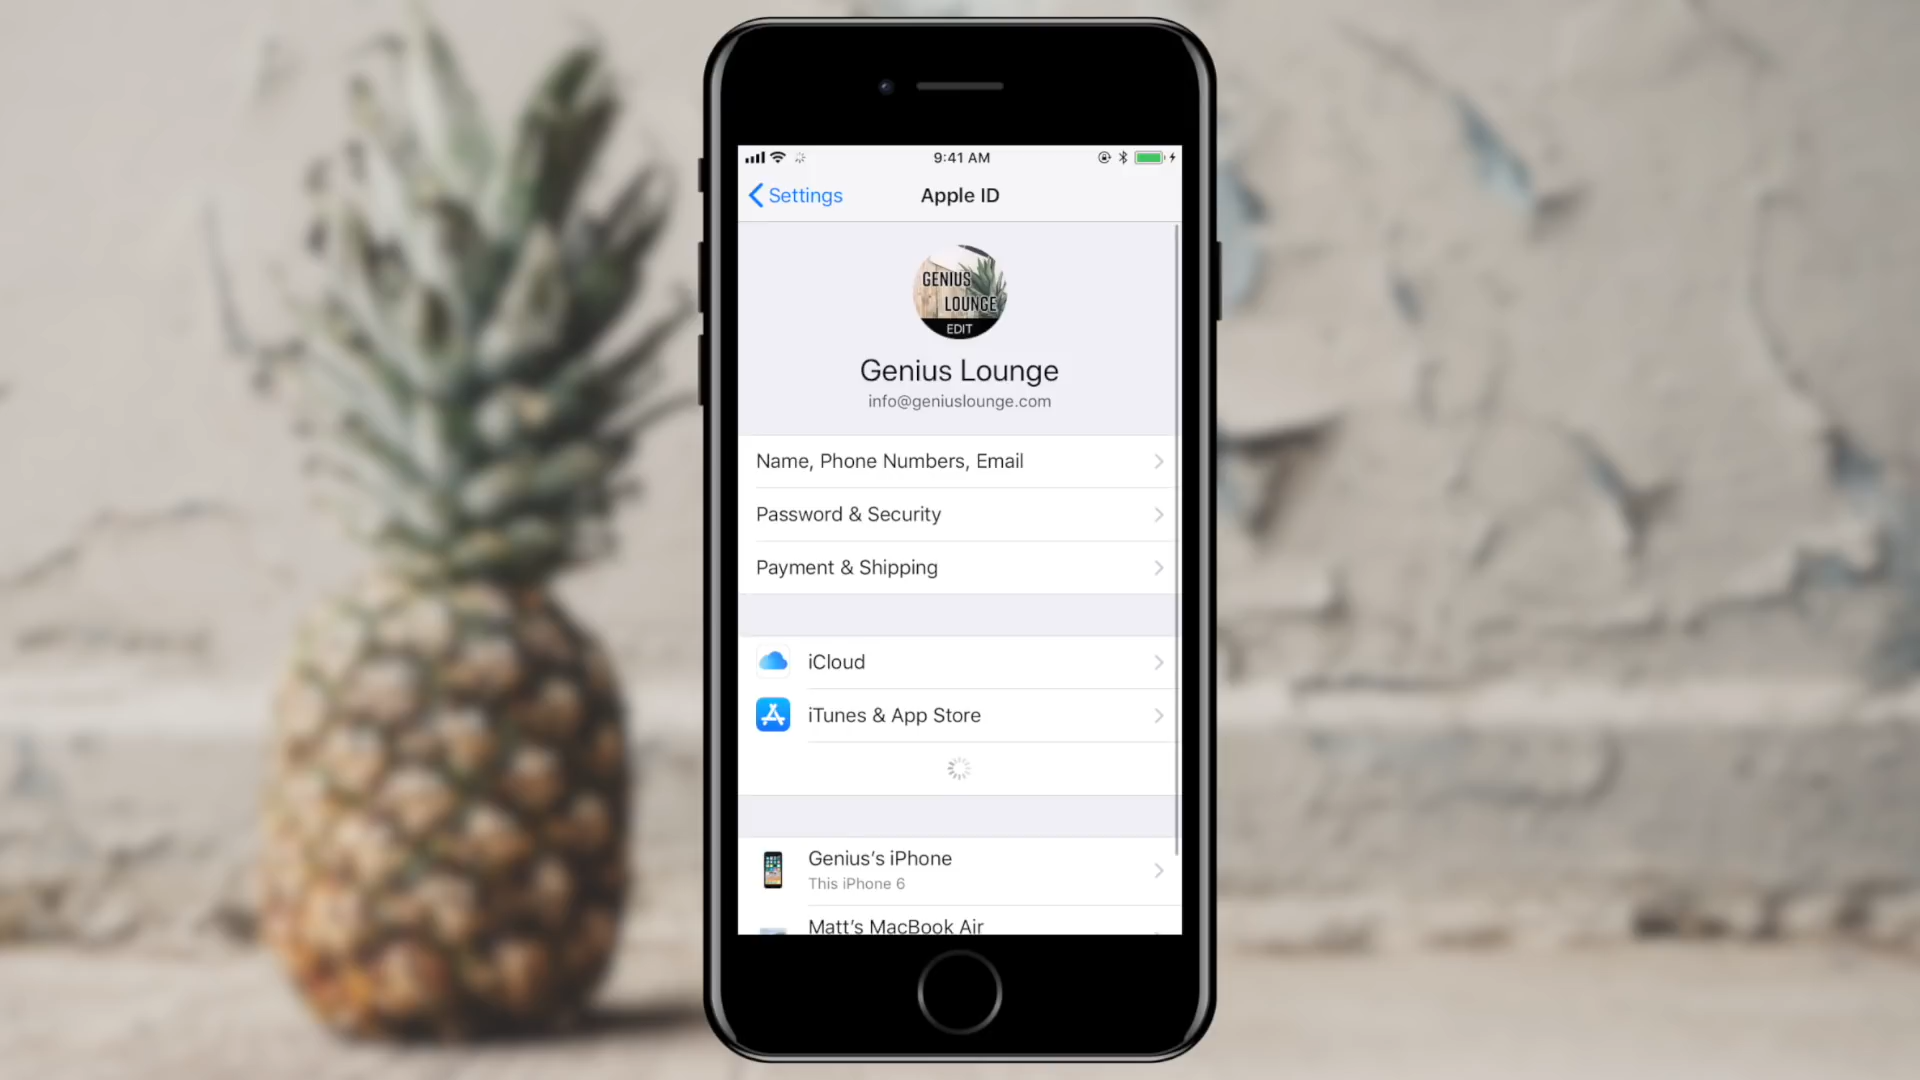 9:41 AM
Settings
Apple ID
GENIUS
LOUNGE
EDIT
Genius Lounge
info@geniuslounge.com
Name, Phone Numbers, Email
Password & Security
Payment & Shipping
iCloud
iTunes & App Store
Genius's iPhone
This iPhone 6
Matt's MacBook Air